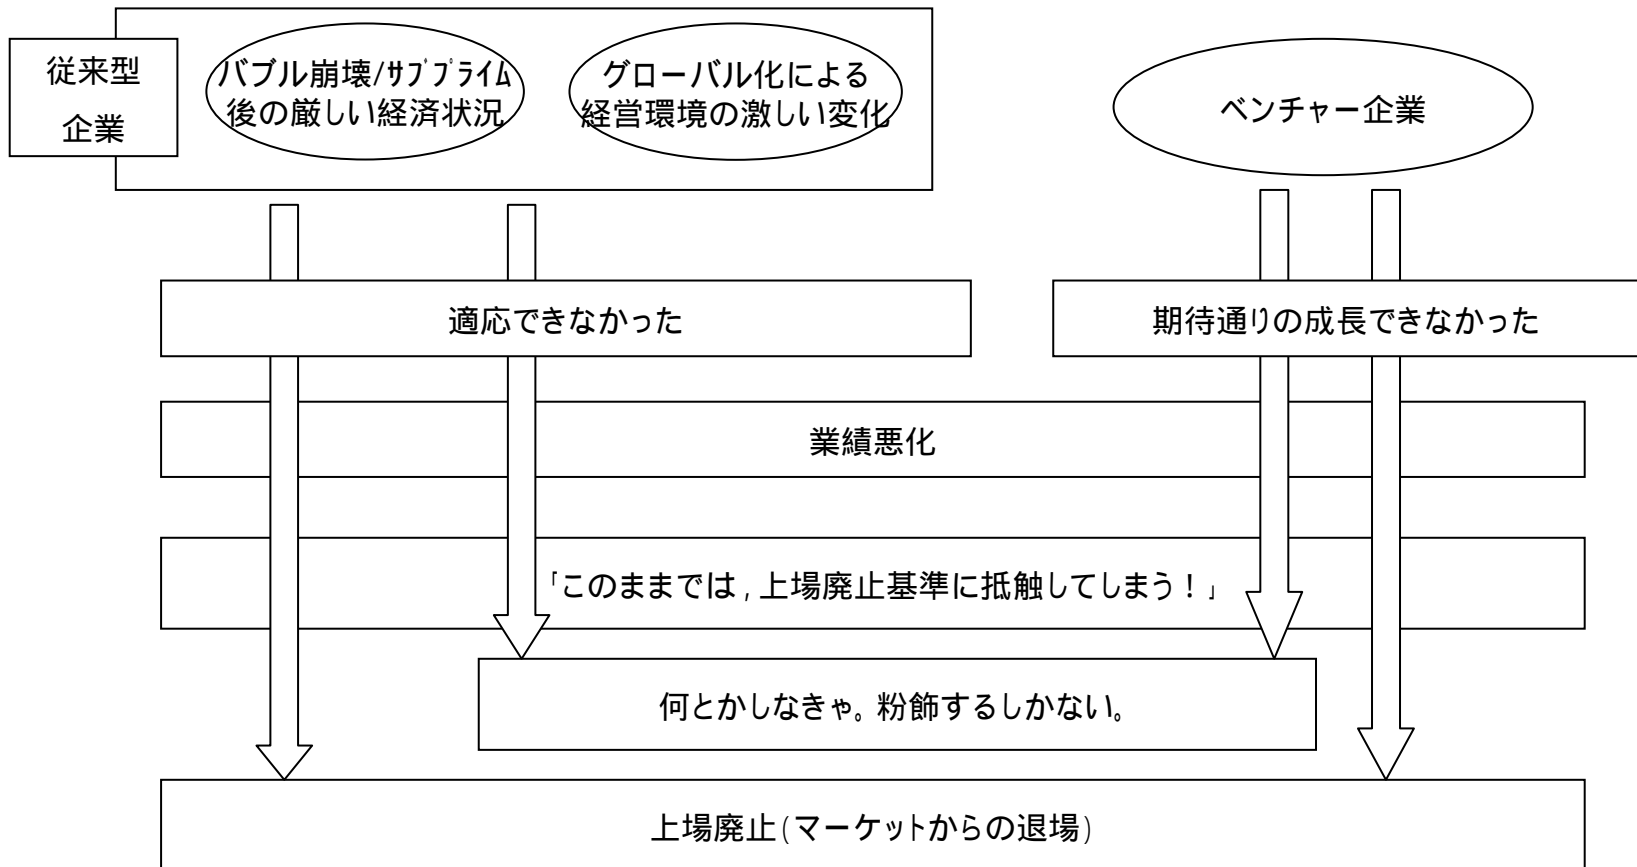 従来型
企業
バブル崩壊/ｻﾌﾞﾌﾟﾗｲﾑ
後の厳しい経済状況
グローバル化による
経営環境の激しい変化
ベンチャー企業
適応できなかった
期待通りの成長できなかった
業績悪化
「このままでは，上場廃止基準に抵触してしまう！」
何とかしなきゃ。粉飾するしかない。
上場廃止（マーケットからの退場）